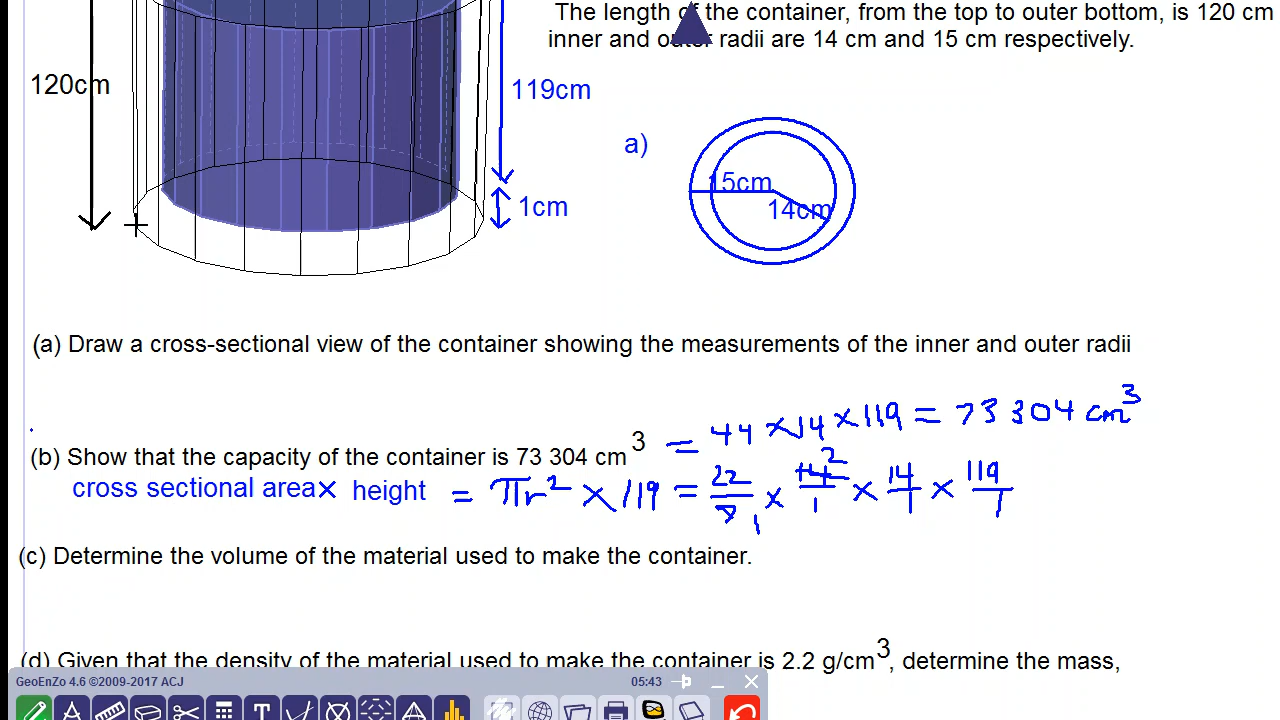 The length of the container, from the top to outer bottom, is 120 cm
inner and outer radii are 14 cm and 15 cm respectively.
120cm
119cm
1cm
a)
15cm
14cm
(a) Draw a cross-sectional view of the container showing the measurements of the inner and outer radii
= 44 × 14 × 119 = 73 304 cm³
(b) Show that the capacity of the container is 73 304 cm³
cross sectional area × height = πr² × 119 = 22/7 1 × 14 2/1 × 14/1 × 119/1
(c) Determine the volume of the material used to make the container.
(d) Given that the density of the material used to make the container is 2.2 g/cm³, determine the mass,
GeoEnZo 4.6 ©2009-2017 ACJ
05:43